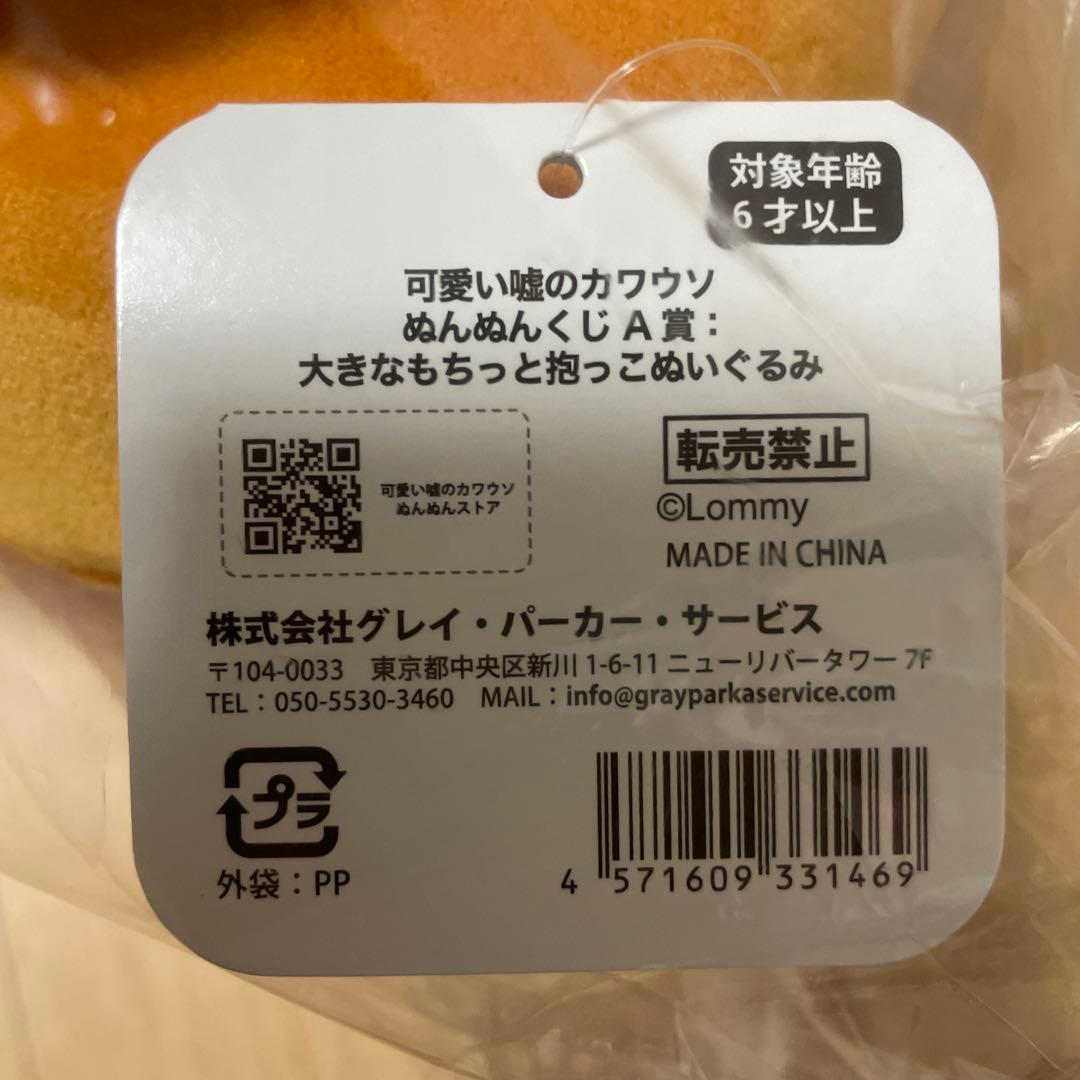 対象年齢
6才以上
可愛い嘘のカワウソ
ぬんぬんくじ A賞：
大きなもちっと抱っこぬいぐるみ
可愛い嘘のカワウソ
ぬんぬんストア
転売禁止
©Lommy
MADE IN CHINA
株式会社グレイ・パーカー・サービス
〒104-0033 東京都中央区新川1-6-11 ニューリバータワー 7F
TEL：050-5530-3460 MAIL：info@grayparkaservice.com
プラ
外袋：PP
4 571609 331469